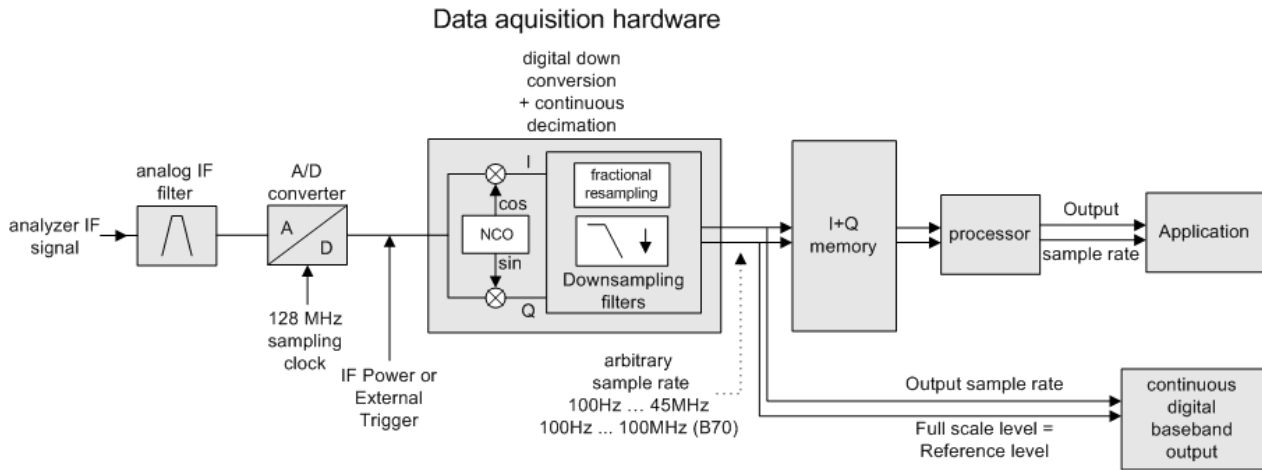 Data aquisition hardware
digital down
conversion
+ continuous
decimation
analog IF
filter
A/D
converter
analyzer IF
signal
A
D
I
cos
NCO
sin
Q
fractional
resampling
Downsampling
filters
I+Q
memory
processor
Output
sample rate
Application
128 MHz
sampling
clock
IF Power or
External
Trigger
arbitrary
sample rate
100Hz ... 45MHz
100Hz ... 100MHz (B70)
Output sample rate
Full scale level =
Reference level
continuous
digital
baseband
output